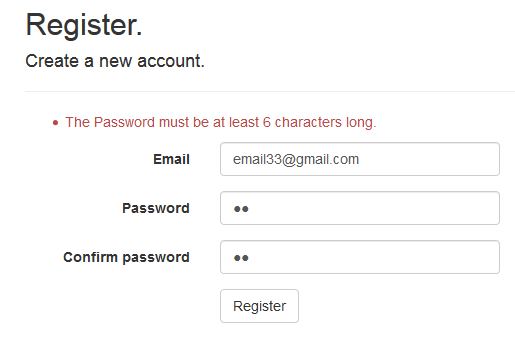 Register.
Create a new account.
• The Password must be at least 6 characters long.
Email
email33@gmail.com
Password
●●
Confirm password
●●
Register